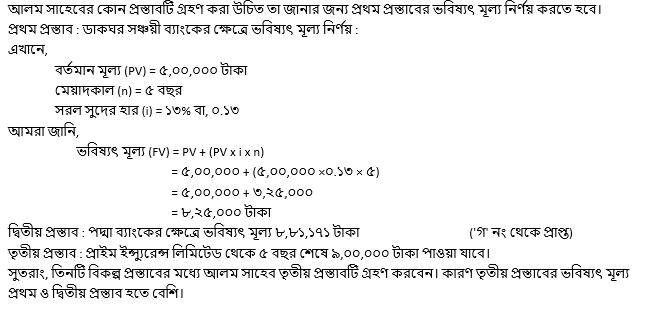 আলম সাহেবের কোন প্রস্তাবটি গ্রহণ করা উচিত তা জানার জন্য প্রথম প্রস্তাবের ভবিষ্যৎ মূল্য নির্ণয় করতে হবে।
প্রথম প্রস্তাব : ডাকঘর সঞ্চয়ী ব্যাংকের ক্ষেত্রে ভবিষ্যৎ মূল্য নির্ণয় :
এখানে,
বর্তমান মূল্য (PV) = ৫,০০,০০০ টাকা
মেয়াদকাল (n) = ৫ বছর
সরল সুদের হার (i) = ১৩% বা, ০.১৩
আমরা জানি,
ভবিষ্যৎ মূল্য (FV) = PV + (PV x i x n)
= ৫,০০,০০০ + (৫,০০,০০০ ×০.১৩ × ৫)
= ৫,০০,০০০ + ৩,২৫,০০০
= ৮,২৫,০০০ টাকা
দ্বিতীয় প্রস্তাব : পদ্মা ব্যাংকের ক্ষেত্রে ভবিষ্যৎ মূল্য ৮,৮১,১৭১ টাকা ('গ' নং থেকে প্রাপ্ত)
তৃতীয় প্রস্তাব : প্রাইম ইন্স্যুরেন্স লিমিটেড থেকে ৫ বছর শেষে ৯,০০,০০০ টাকা পাওয়া যাবে।
সুতরাং, তিনটি বিকল্প প্রস্তাবের মধ্যে আলম সাহেব তৃতীয় প্রস্তাবটি গ্রহণ করবেন। কারণ তৃতীয় প্রস্তাবের ভবিষ্যৎ মূল্য
প্রথম ও দ্বিতীয় প্রস্তাব হতে বেশি।